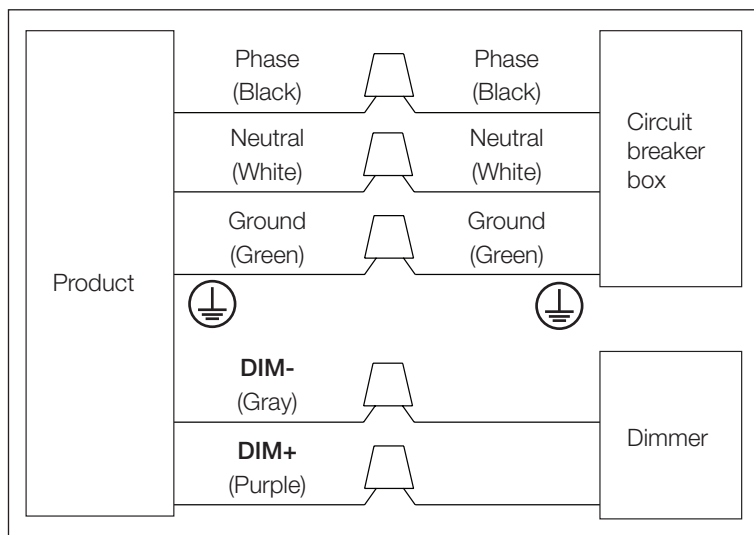 Phase
(Black)
Phase
(Black)
Neutral
(White)
Neutral
(White)
Ground
(Green)
Ground
(Green)
Circuit
breaker
box
Product
DIM-
(Gray)
DIM+
(Purple)
Dimmer